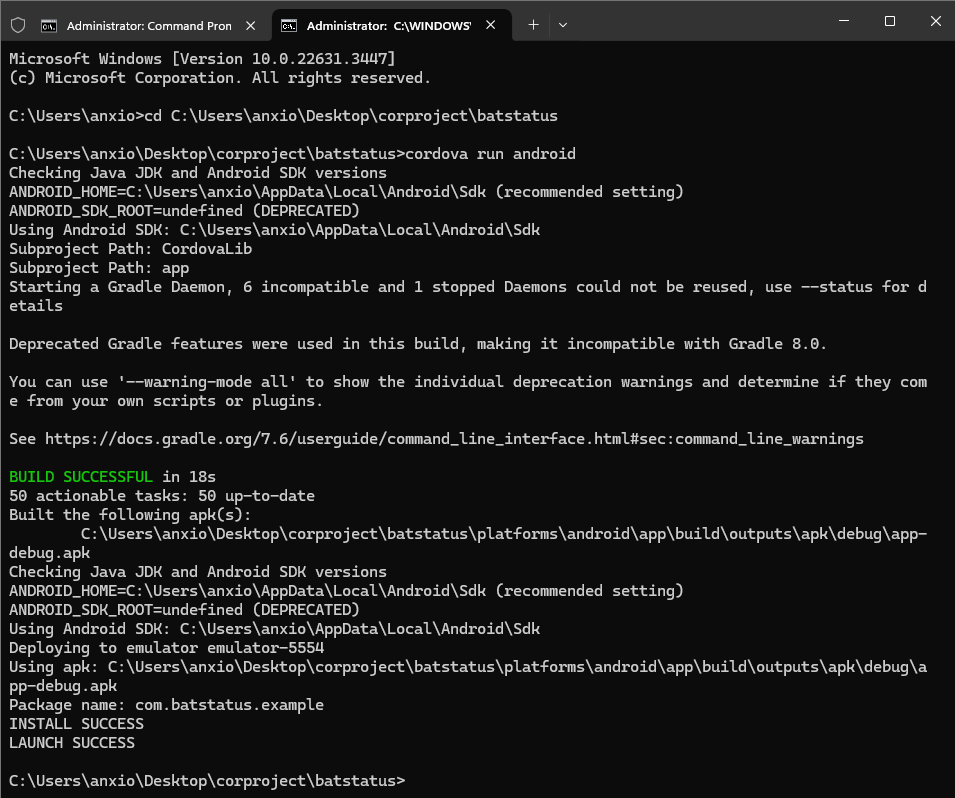 Administrator: Command Pron
Administrator: C:\WINDOWS\
Microsoft Windows [Version 10.0.22631.3447]
(c) Microsoft Corporation. All rights reserved.
C:\Users\anxio>cd C:\Users\anxio\Desktop\corproject\batstatus
C:\Users\anxio\Desktop\corproject\batstatus>cordova run android
Checking Java JDK and Android SDK versions
ANDROID_HOME=C:\Users\anxio\AppData\Local\Android\Sdk (recommended setting)
ANDROID_SDK_ROOT=undefined (DEPRECATED)
Using Android SDK: C:\Users\anxio\AppData\Local\Android\Sdk
Subproject Path: CordovaLib
Subproject Path: app
Starting a Gradle Daemon, 6 incompatible and 1 stopped Daemons could not be reused, use --status for d
etails
Deprecated Gradle features were used in this build, making it incompatible with Gradle 8.0.
You can use '--warning-mode all' to show the individual deprecation warnings and determine if they com
e from your own scripts or plugins.
See https://docs.gradle.org/7.6/userguide/command_line_interface.html#sec:command_line_warnings
BUILD SUCCESSFUL in 18s
50 actionable tasks: 50 up-to-date
Built the following apk(s):
C:\Users\anxio\Desktop\corproject\batstatus\platforms\android\app\build\outputs\apk\debug\app-
debug.apk
Checking Java JDK and Android SDK versions
ANDROID_HOME=C:\Users\anxio\AppData\Local\Android\Sdk (recommended setting)
ANDROID_SDK_ROOT=undefined (DEPRECATED)
Using Android SDK: C:\Users\anxio\AppData\Local\Android\Sdk
Deploying to emulator emulator-5554
Using apk: C:\Users\anxio\Desktop\corproject\batstatus\platforms\android\app\build\outputs\apk\debug\a
pp-debug.apk
Package name: com.batstatus.example
INSTALL SUCCESS
LAUNCH SUCCESS
C:\Users\anxio\Desktop\corproject\batstatus>